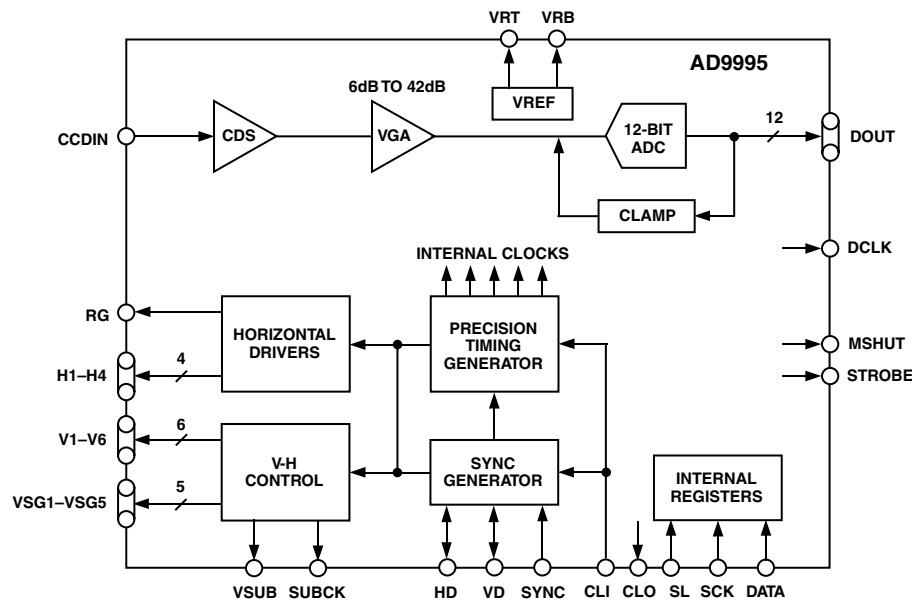 VRT VRB
AD9995
6dB TO 42dB
VREF
CCDIN
CDS
VGA
12-BIT
ADC
12
DOUT
CLAMP
INTERNAL CLOCKS
DCLK
RG
HORIZONTAL
DRIVERS
PRECISION
TIMING
GENERATOR
MSHUT
H1–H4
4
STROBE
V1–V6
6
V-H
CONTROL
SYNC
GENERATOR
INTERNAL
REGISTERS
VSG1–VSG5
5
VSUB SUBCK HD VD SYNC CLI CLO SL SCK DATA